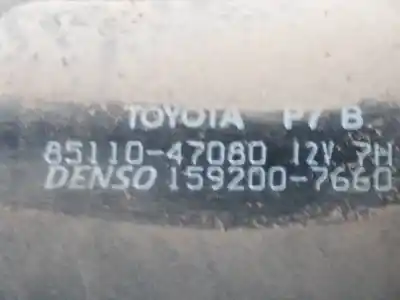 TOYOTA P7 B
85110-47080 12V 7H
DENSO 159200-7660